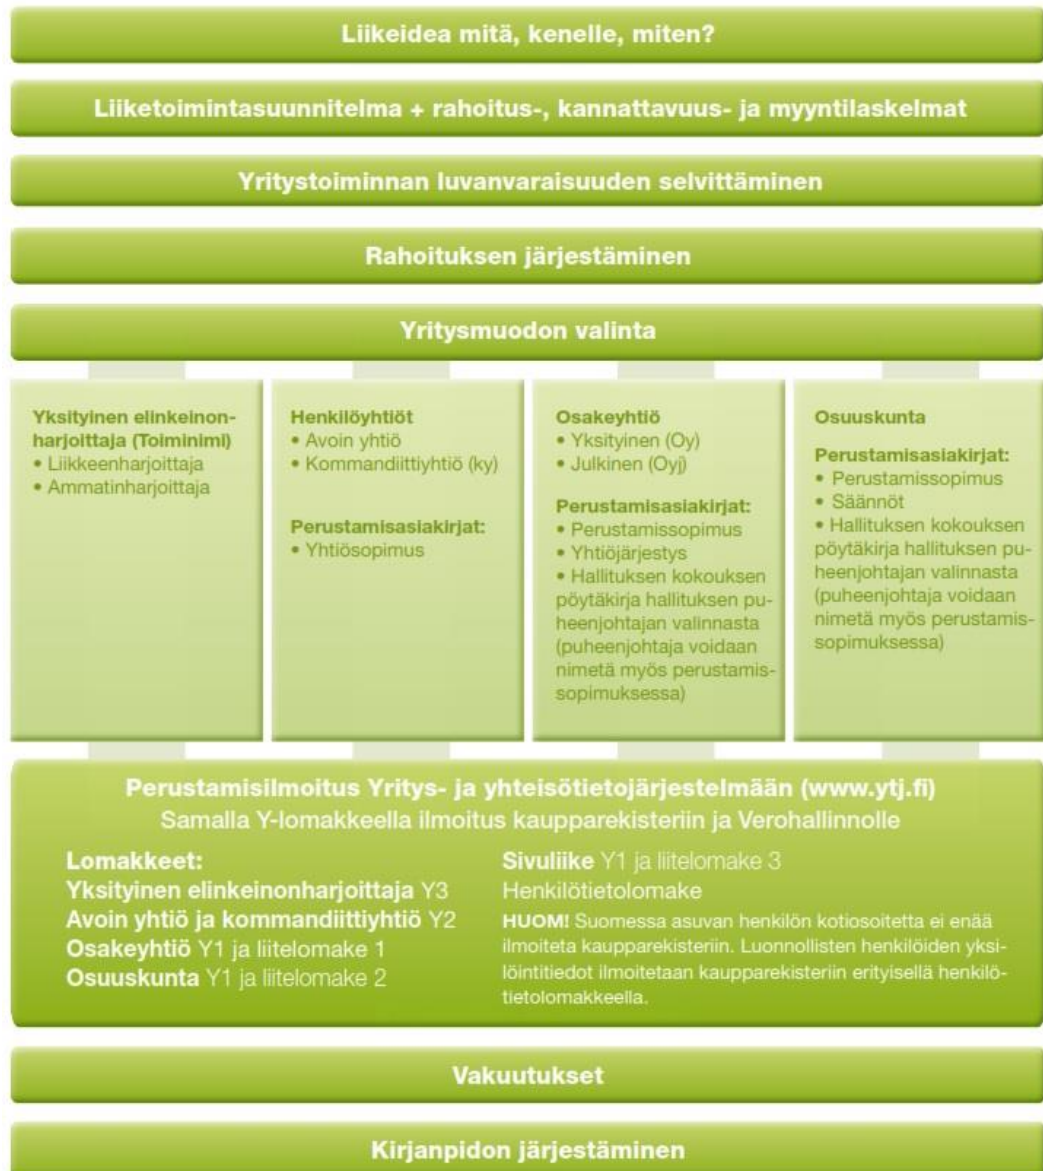 Liikeidea mitä, kenelle, miten?
Liiketoimintasuunnitelma + rahoitus-, kannattavuus- ja myyntilaskelmat
Yritystoiminnan luvanvaraisuuden selvittäminen
Rahoituksen järjestäminen
Yritysmuodon valinta
Yksityinen elinkeinon-
harjoittaja (Toiminimi)
• Liikkeenharjoittaja
• Ammatinharjoittaja
Henkilöyhtiöt
• Avoin yhtiö
• Kommandiittiyhtiö (ky)
Perustamisasiakirjat:
• Yhtiösopimus
Osakeyhtiö
• Yksityinen (Oy)
• Julkinen (Oyj)
Perustamisasiakirjat:
• Perustamissopimus
• Yhtiöjärjestys
• Hallituksen kokouksen
pöytäkirja hallituksen pu-
heenjohtajan valinnasta
(puheenjohtaja voidaan
nimetä myös perustamis-
sopimuksessa)
Osuuskunta
Perustamisasiakirjat:
• Perustamissopimus
• Säännöt
• Hallituksen kokouksen
pöytäkirja hallituksen pu-
heenjohtajan valinnasta
(puheenjohtaja voidaan
nimetä myös perustamis-
sopimuksessa)
Perustamisilmoitus Yritys- ja yhteisötietojärjestelmään (www.ytj.fi)
Samalla Y-lomakkeella ilmoitus kaupparekisteriin ja Verohallinnolle
Lomakkeet:
Yksityinen elinkeinonharjoittaja Y3
Avoin yhtiö ja kommandiittiyhtiö Y2
Osakeyhtiö Y1 ja liitelomake 1
Osuuskunta Y1 ja liitelomake 2
Sivuliike Y1 ja liitelomake 3
Henkilötietolomake
HUOM! Suomessa asuvan henkilön kotiosoitetta ei enää
ilmoiteta kaupparekisteriin. Luonnollisten henkilöiden yksi-
löintitiedot ilmoitetaan kaupparekisteriin erityisellä henkilö-
tietolomakkeella.
Vakuutukset
Kirjanpidon järjestäminen